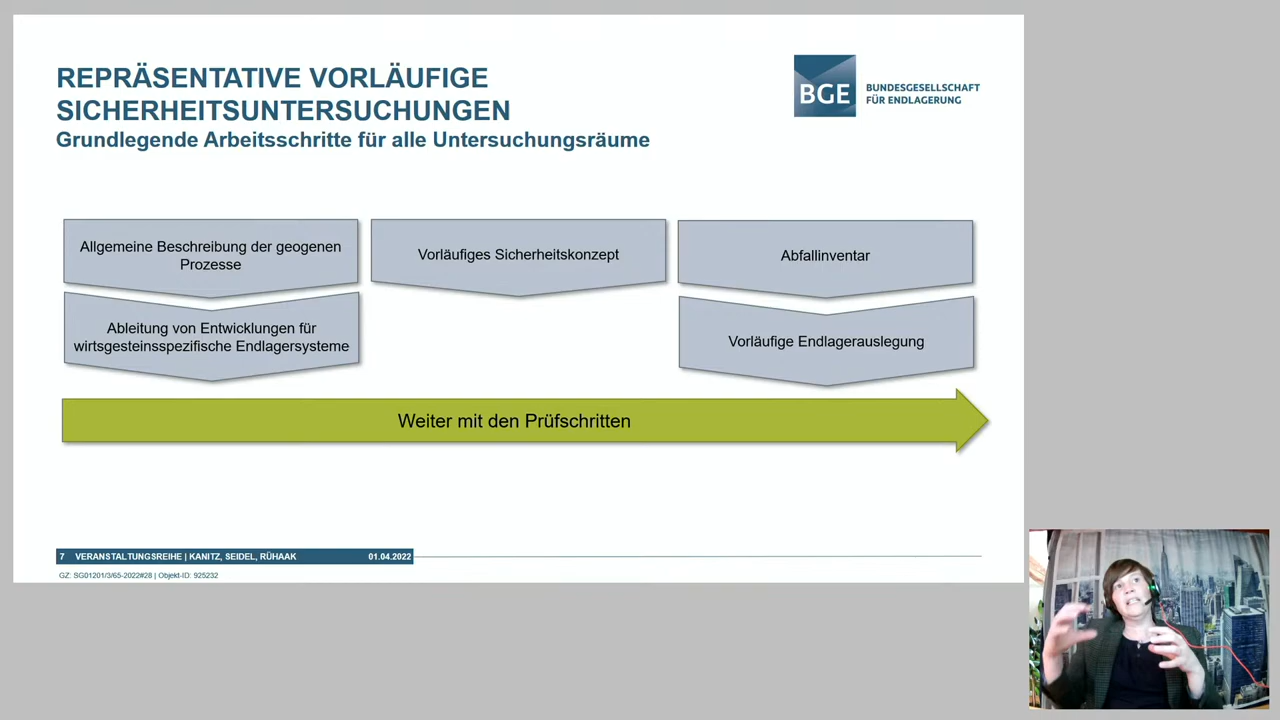 REPRÄSENTATIVE VORLÄUFIGE
SICHERHEITSUNTERSUCHUNGEN
Grundlegende Arbeitsschritte für alle Untersuchungsräume
BGE
BUNDESGESELLSCHAFT
FÜR ENDLAGERUNG
Allgemeine Beschreibung der geogenen
Prozesse
Vorläufiges Sicherheitskonzept
Abfallinventar
Ableitung von Entwicklungen für
wirtsgesteinsspezifische Endlagersysteme
Vorläufige Endlagerauslegung
Weiter mit den Prüfschritten
7 VERANSTALTUNGSREIHE | KANITZ, SEIDEL, RÜHAAK 01.04.2022
GZ: SG01201/3/65-2022#28 | Objekt-ID: 925232